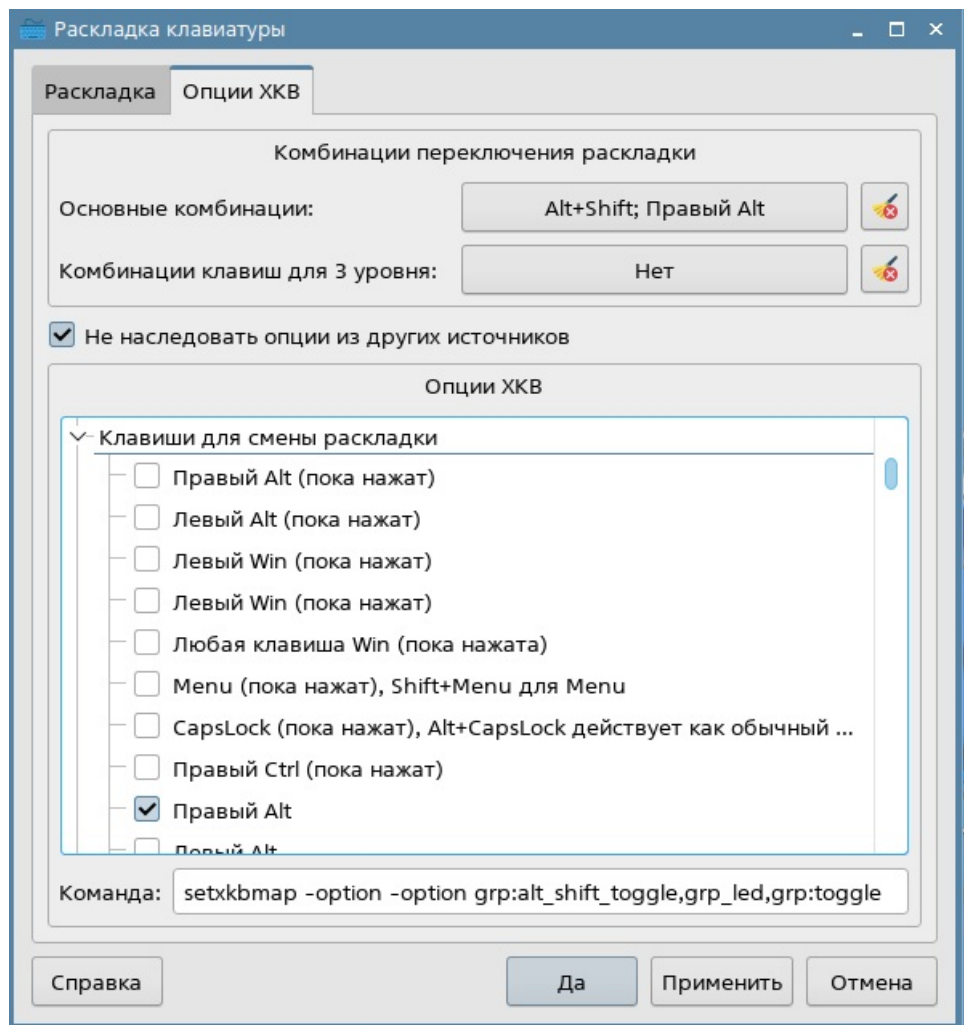 Раскладка клавиатуры
Раскладка
Опции XKB
Комбинации переключения раскладки
Основные комбинации:
Alt+Shift; Правый Alt
Комбинации клавиш для 3 уровня:
Нет
Не наследовать опции из других источников
Опции XKB
Клавиши для смены раскладки
Правый Alt (пока нажат)
Левый Alt (пока нажат)
Левый Win (пока нажат)
Левый Win (пока нажат)
Любая клавиша Win (пока нажата)
Menu (пока нажат), Shift+Menu для Menu
CapsLock (пока нажат), Alt+CapsLock действует как обычный ...
Правый Ctrl (пока нажат)
Правый Alt
Левый Alt
Команда:
setxkbmap -option -option grp:alt_shift_toggle,grp_led,grp:toggle
Справка
Да
Применить
Отмена